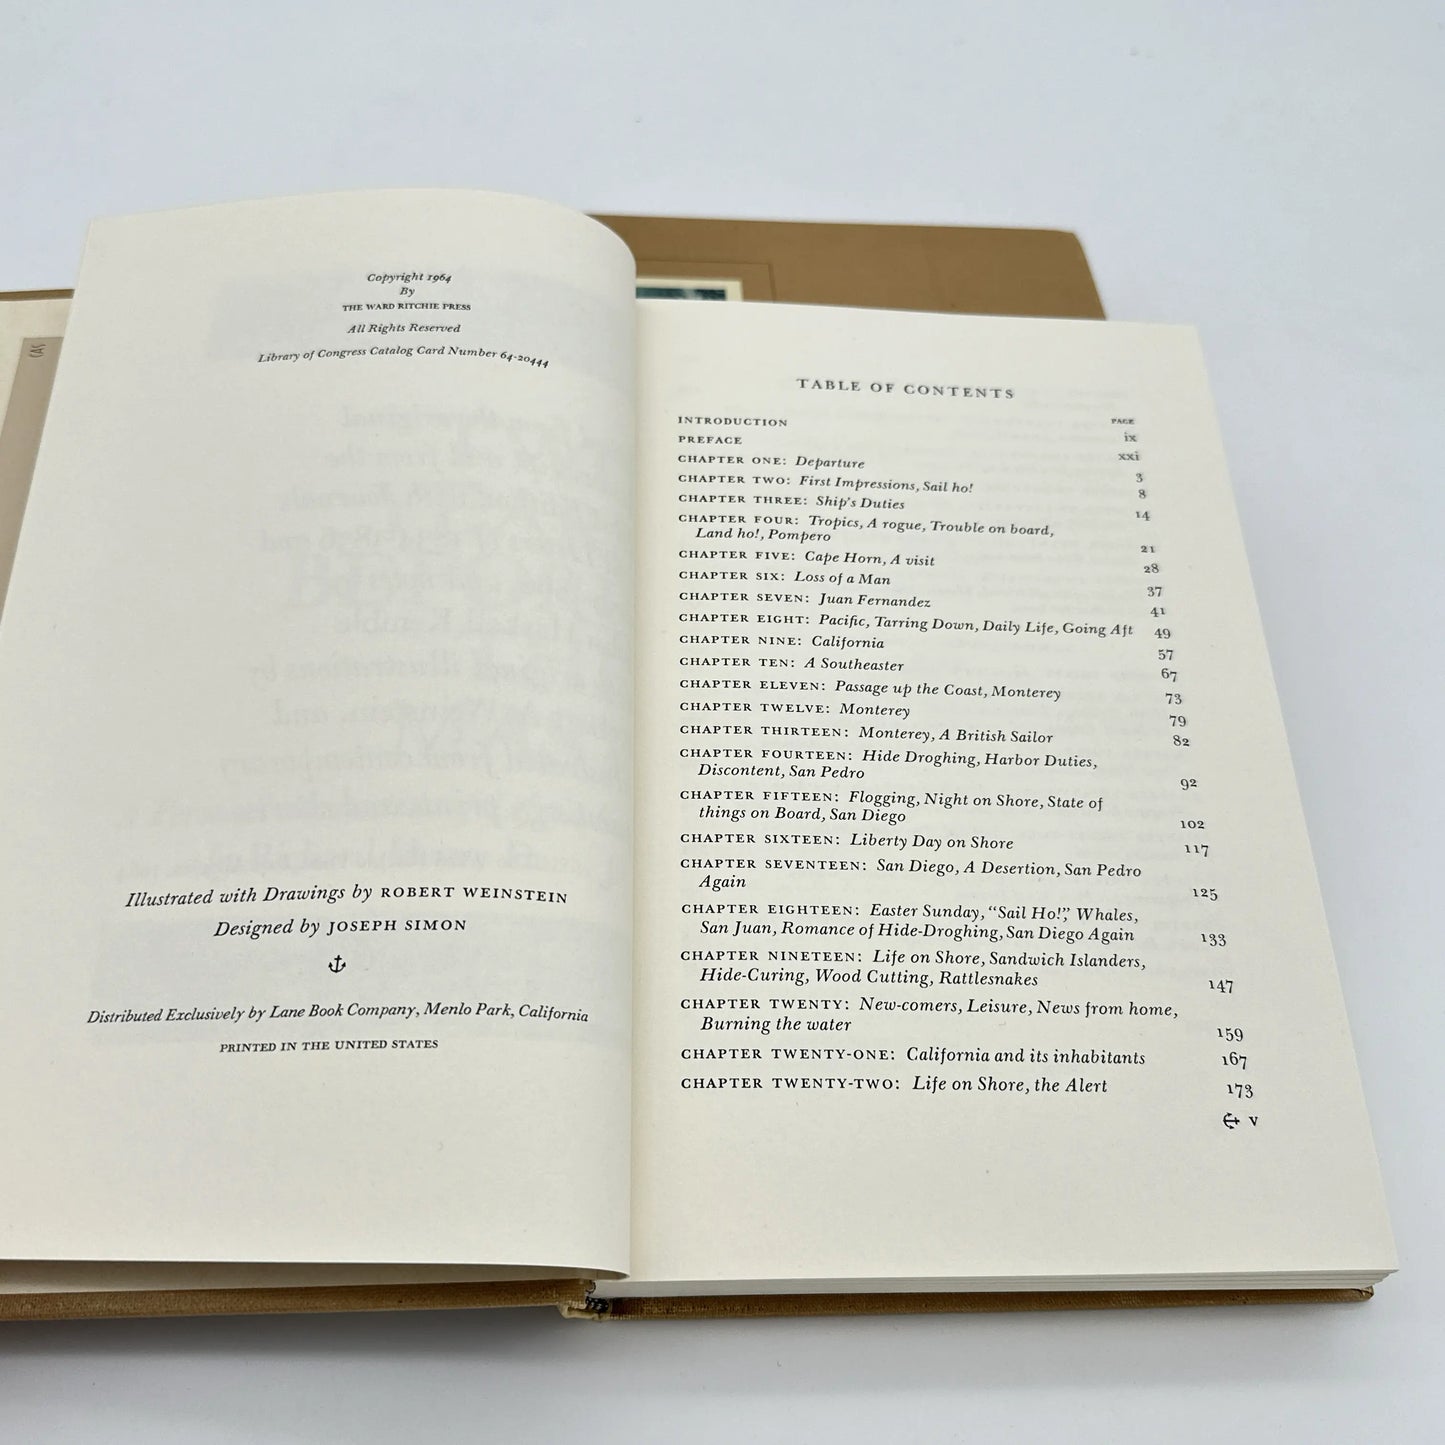 Copyright 1964
By
THE WARD RITCHIE PRESS
All Rights Reserved
Library of Congress Catalog Card Number 64-20444
Illustrated with Drawings by ROBERT WEINSTEIN
Designed by JOSEPH SIMON
Distributed Exclusively by Lane Book Company, Menlo Park, California
PRINTED IN THE UNITED STATES
TABLE OF CONTENTS
PAGE
INTRODUCTION ix
PREFACE xxi
CHAPTER ONE: Departure 3
CHAPTER TWO: First Impressions, Sail ho! 8
CHAPTER THREE: Ship's Duties 14
CHAPTER FOUR: Tropics, A rogue, Trouble on board,
Land ho!, Pompero 21
CHAPTER FIVE: Cape Horn, A visit 28
CHAPTER SIX: Loss of a Man 37
CHAPTER SEVEN: Juan Fernandez 41
CHAPTER EIGHT: Pacific, Tarring Down, Daily Life, Going Aft 49
CHAPTER NINE: California 57
CHAPTER TEN: A Southeaster 67
CHAPTER ELEVEN: Passage up the Coast, Monterey 73
CHAPTER TWELVE: Monterey 79
CHAPTER THIRTEEN: Monterey, A British Sailor 82
CHAPTER FOURTEEN: Hide Droghing, Harbor Duties,
Discontent, San Pedro 92
CHAPTER FIFTEEN: Flogging, Night on Shore, State of
things on Board, San Diego 102
CHAPTER SIXTEEN: Liberty Day on Shore 117
CHAPTER SEVENTEEN: San Diego, A Desertion, San Pedro
Again 125
CHAPTER EIGHTEEN: Easter Sunday, “Sail Ho!”, Whales,
San Juan, Romance of Hide-Droghing, San Diego Again 133
CHAPTER NINETEEN: Life on Shore, Sandwich Islanders,
Hide-Curing, Wood Cutting, Rattlesnakes 147
CHAPTER TWENTY: New-comers, Leisure, News from home,
Burning the water 159
CHAPTER TWENTY-ONE: California and its inhabitants 167
CHAPTER TWENTY-TWO: Life on Shore, the Alert 173
v